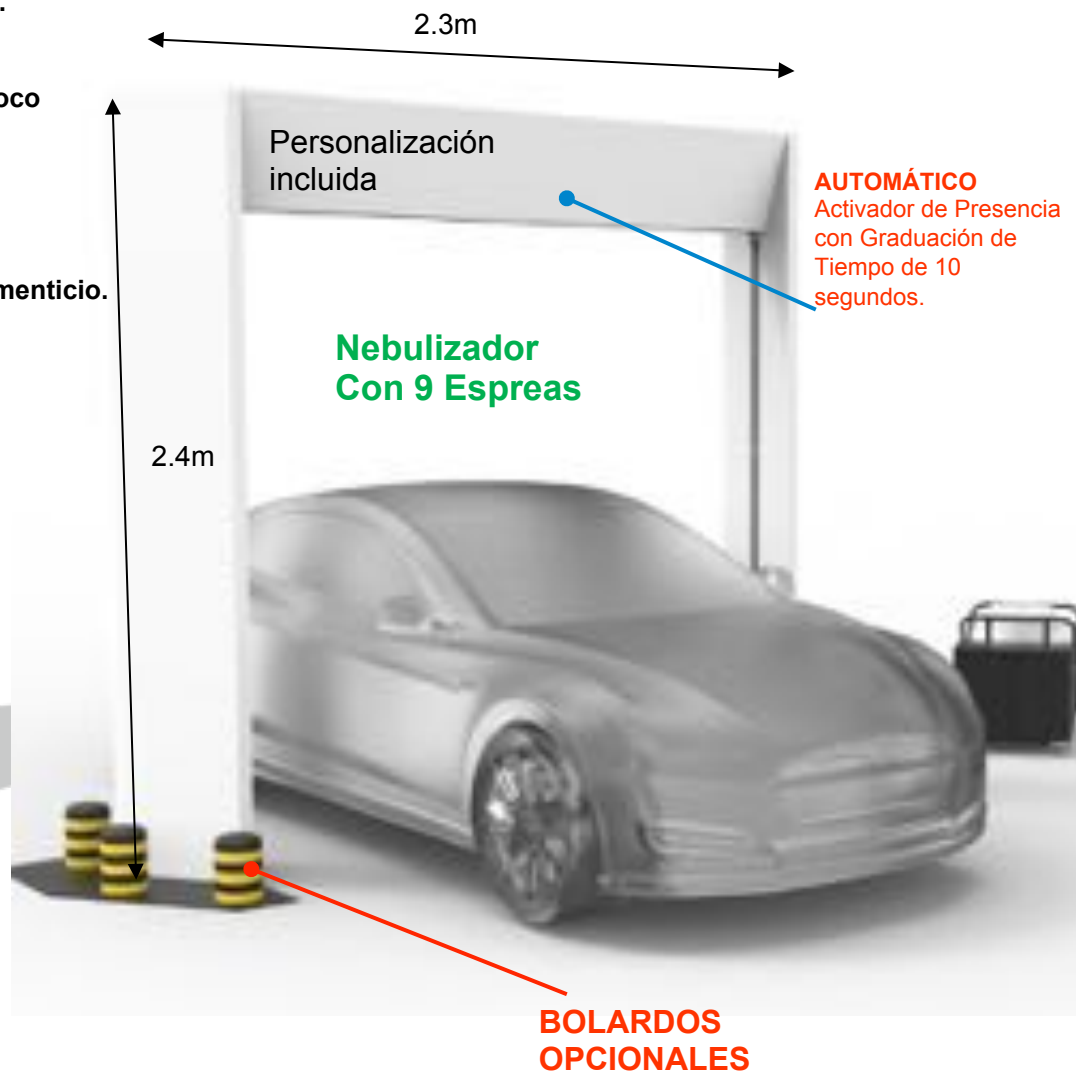 2.3m
Personalización
incluida
AUTOMÁTICO
Activador de Presencia
con Graduación de
Tiempo de 10
segundos.
Nebulizador
Con 9 Espreas
2.4m
BOLARDOS
OPCIONALES